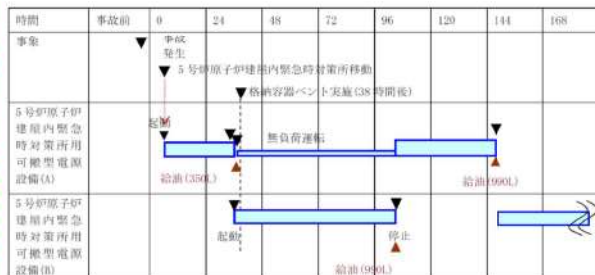 時間 事故前 0 24 48 72 96 120 144 168
事象
事故
発生
5号炉原子炉建屋内緊急時対策所移動
格納容器ベント実施(38時間後)
5号炉原子炉
建屋内緊急
時対策所用
可搬型電源
設備(A)
起動
無負荷運転
給油(350L)
給油(990L)
5号炉原子炉
建屋内緊急
時対策所用
可搬型電源
設備(B)
起動
停止
給油(990L)